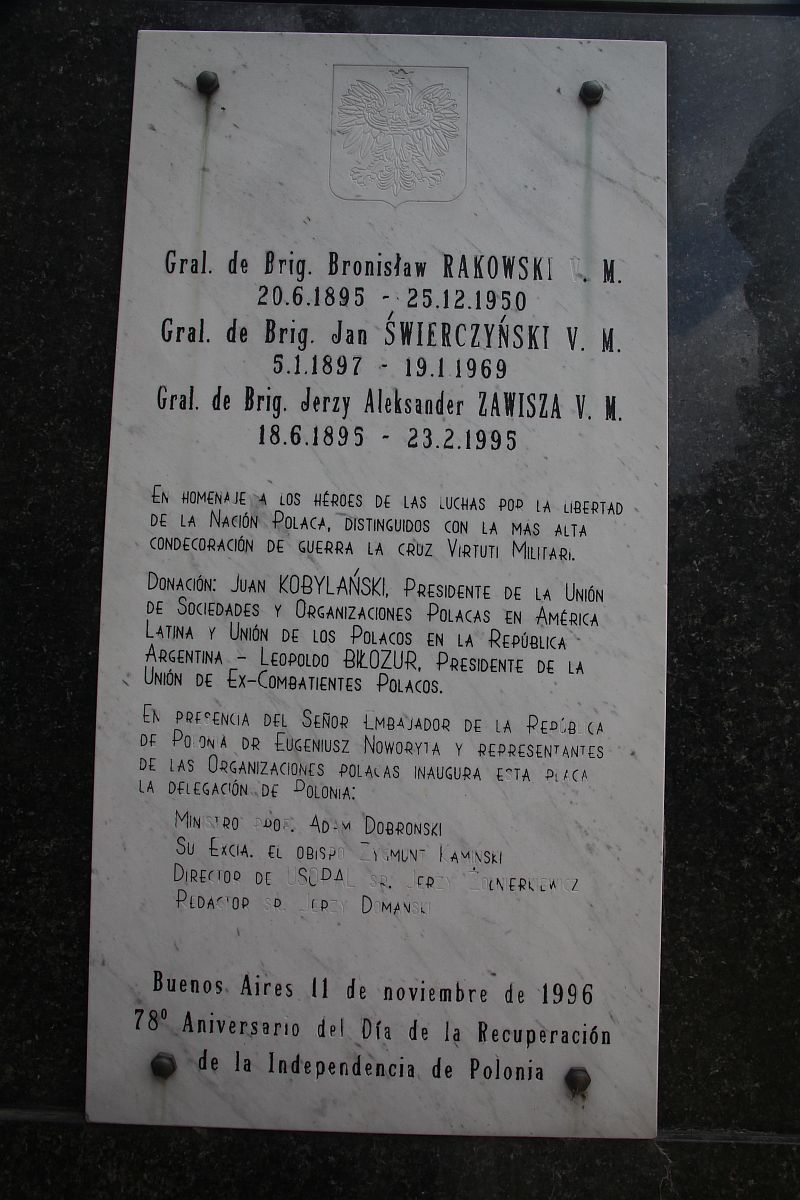 Gral. de Brig. Bronisław RAKOWSKI V. M.
20.6.1895 - 25.12.1950
Gral. de Brig. Jan ŚWIERCZYŃSKI V. M.
5.1.1897 - 19.1.1969
Gral. de Brig. Jerzy Aleksander ZAWISZA V. M.
18.6.1895 - 23.2.1995
EN HOMENAJE A LOS HÉROES DE LAS LUCHAS POP LA LIBERTAD
DE LA NACIÓN POLACA, DISTINGUIDOS CON LA MAS ALTA
CONDECORACIÓN DE GUERRA LA CRUZ VIRTUTI MILITARI.
DONACIÓN: JUAN KOBYLAŃSKI, PRESIDENTE DE LA UNIÓN
DE SOCIEDADES Y ORGANIZACIONES POLACAS EN AMÉRICA
LATINA Y UNIÓN DE LOS POLACOS EN LA REPÚBLICA
ARGENTINA - LEOPOLDO BIŁOZUR, PRESIDENTE DE LA
UNIÓN DE EX-COMBATIENTES POLACOS.
EN PRESENCIA DEL SEÑOR EMBAJADOR DE LA REPÚBLICA
DE POLONIA DR EUGENIUSZ NOWORYTA Y REPRESENTANTES
DE LAS ORGANIZACIONES POLACAS INAUGURA ESTA PLACA
LA DELEGACIÓN DE POLONIA:
MINISTRO PROF. ADAM DOBROŃSKI
SU EXCIA. EL OBISPO ZYGMUNT KAMIŃSKI
DIRECTOR DE USOPAL SR. JERZY
REDACTOR SR. JERZY DOMAŃSKI
Buenos Aires 11 de noviembre de 1996
78º Aniversario del Día de la Recuperación
de la Independencia de Polonia